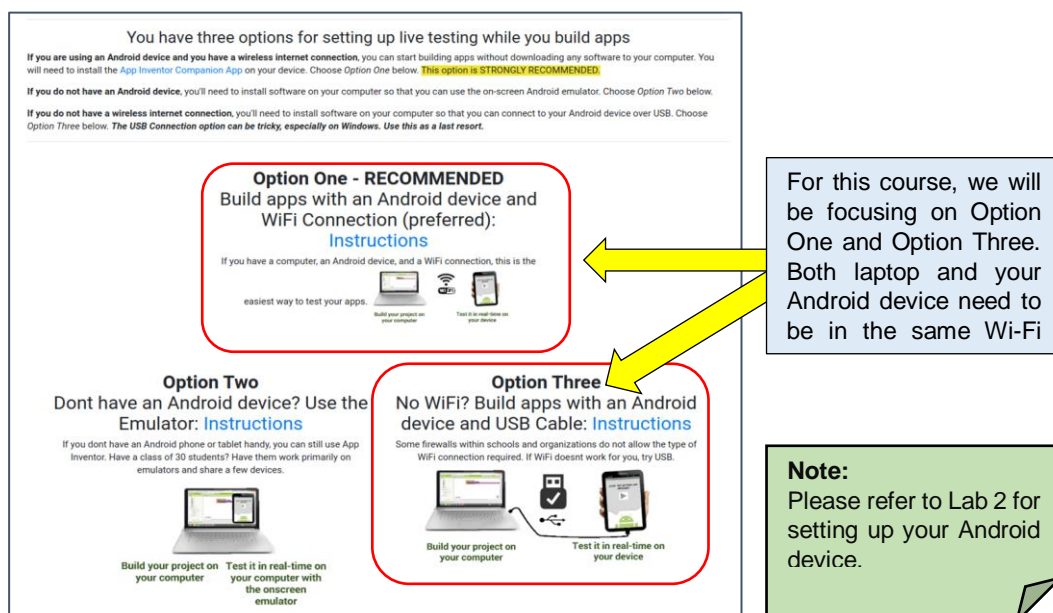 You have three options for setting up live testing while you build apps
If you are using an Android device and you have a wireless internet connection, you can start building apps without downloading any software to your computer. You
will need to install the App Inventor Companion App on your device. Choose Option One below. This option is STRONGLY RECOMMENDED.
If you do not have an Android device, you'll need to install software on your computer so that you can use the on-screen Android emulator. Choose Option Two below.
If you do not have a wireless internet connection, you'll need to install software on your computer so that you can connect to your Android device over USB. Choose
Option Three below. The USB Connection option can be tricky, especially on Windows. Use this as a last resort.
Option One - RECOMMENDED
Build apps with an Android device and
WiFi Connection (preferred):
Instructions
If you have a computer, an Android device, and a WiFi connection, this is the
easiest way to test your apps.
WiFi
Build your project on
your computer
Test it in real-time on
your device
For this course, we will
be focusing on Option
One and Option Three.
Both laptop and your
Android device need to
be in the same Wi-Fi
Option Two
Dont have an Android device? Use the
Emulator: Instructions
If you dont have an Android phone or tablet handy, you can still use App
Inventor. Have a class of 30 students? Have them work primarily on
emulators and share a few devices.
Build your project on
your computer
Test it in real-time on
your computer with
the onscreen
emulator
Option Three
No WiFi? Build apps with an Android
device and USB Cable: Instructions
Some firewalls within schools and organizations do not allow the type of
WiFi connection required. If WiFi doesnt work for you, try USB.
Build your project on
your computer
Test it in real-time on
your device
Note:
Please refer to Lab 2 for
setting up your Android
device.